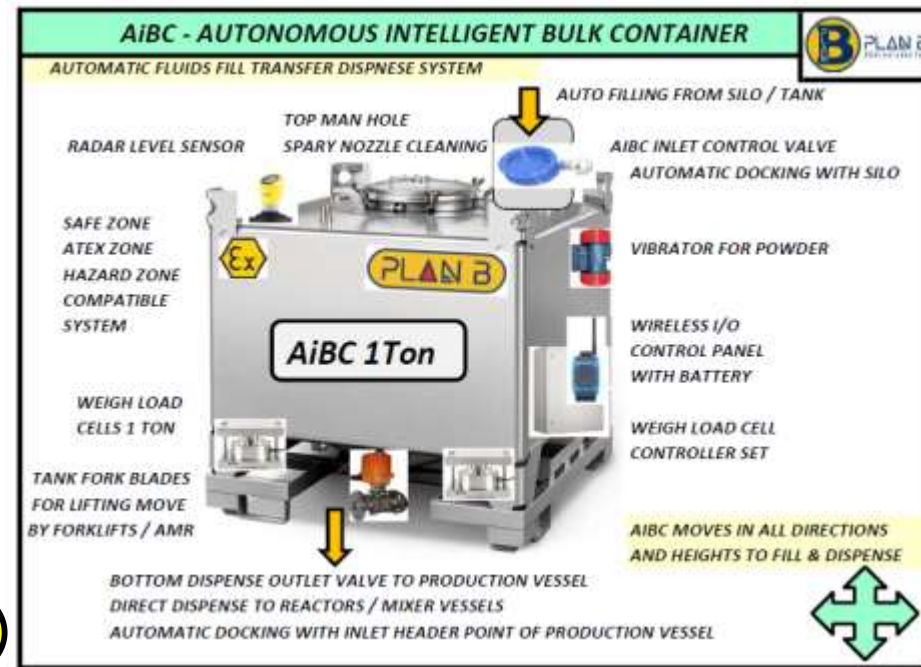 AiBC - AUTONOMOUS INTELLIGENT BULK CONTAINER
B PLAN B
AUTOMATIC FLUIDS FILL TRANSFER DISPNESE SYSTEM
AUTO FILLING FROM SILO / TANK
TOP MAN HOLE
SPARY NOZZLE CLEANING
RADAR LEVEL SENSOR
AIBC INLET CONTROL VALVE
AUTOMATIC DOCKING WITH SILO
SAFE ZONE
ATEX ZONE
HAZARD ZONE
COMPATIBLE
SYSTEM
Ex
PLAN B
VIBRATOR FOR POWDER
AiBC 1Ton
WIRELESS I/O
CONTROL PANEL
WITH BATTERY
WEIGH LOAD
CELLS 1 TON
WEIGH LOAD CELL
CONTROLLER SET
TANK FORK BLADES
FOR LIFTING MOVE
BY FORKLIFTS / AMR
AIBC MOVES IN ALL DIRECTIONS
AND HEIGHTS TO FILL & DISPENSE
BOTTOM DISPENSE OUTLET VALVE TO PRODUCTION VESSEL
DIRECT DISPENSE TO REACTORS / MIXER VESSELS
AUTOMATIC DOCKING WITH INLET HEADER POINT OF PRODUCTION VESSEL